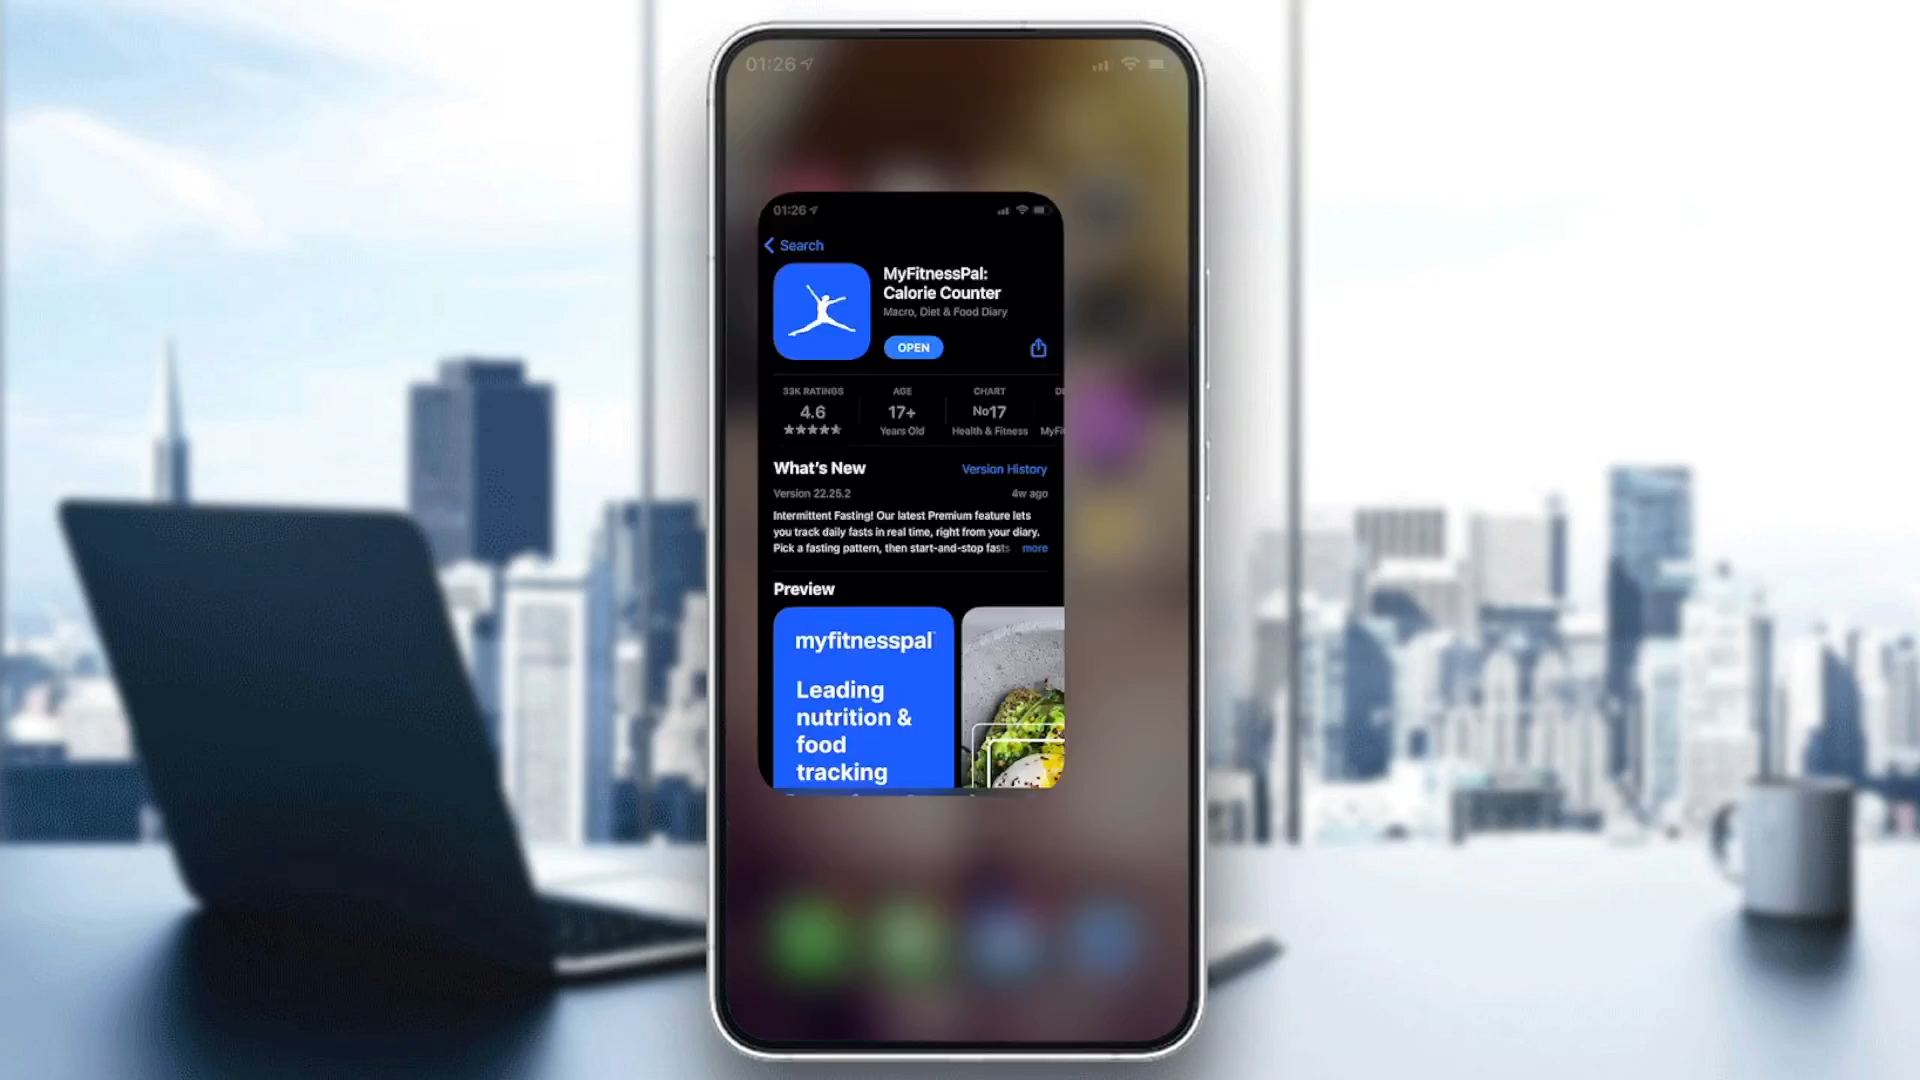 01:26
01:26
Search
MyFitnessPal:
Calorie Counter
Macro, Diet & Food Diary
OPEN
33K RATINGS
AGE
CHART
4.6
17+
No17
Years Old
Health & Fitness
MyFi
What's New
Version History
Version 22.25.2
4w ago
Intermittent Fasting! Our latest Premium feature lets
you track daily fasts in real time, right from your diary.
Pick a fasting pattern, then start-and-stop fasts more
Preview
myfitnesspal
Leading
nutrition &
food
tracking